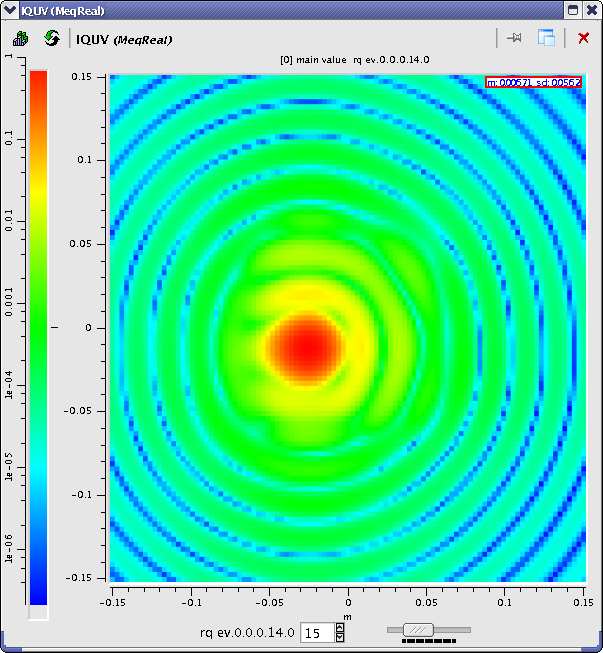 IQUV (MeqReal)
IQUV (MeqReal)
[0] main value rq ev.0.0.0.14.0
m:.00571 sd:.00562
1
0.1
0.01
0.001
1e-04
1e-05
1e-06
0.15
0.1
0.05
0
-0.05
-0.1
-0.15
-0.15
-0.1
-0.05
0
0.05
0.1
0.15
m
rq ev.0.0.0.14.0 15